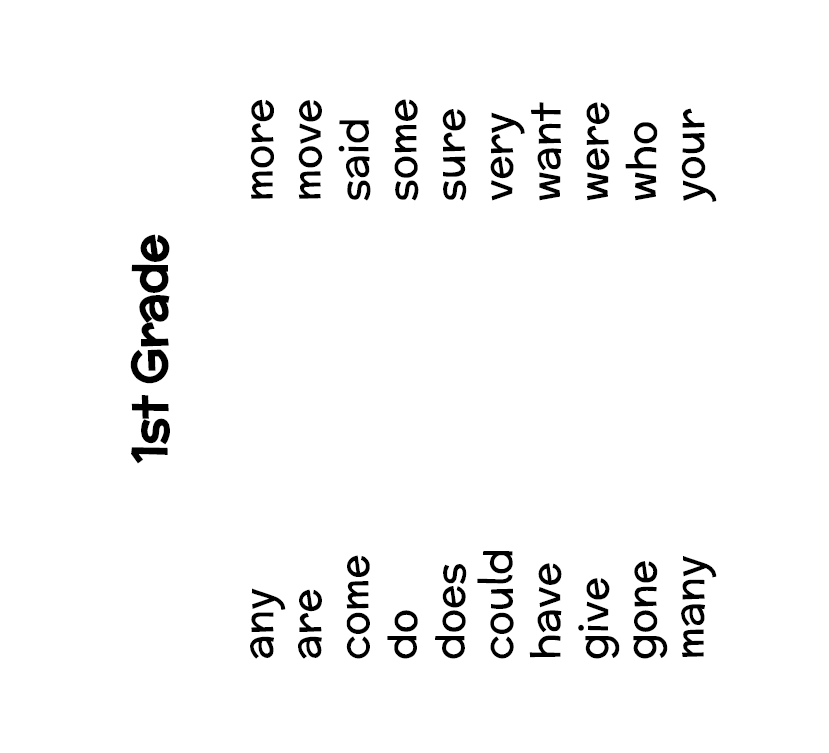 1st Grade
any more
are move
come said
do some
does sure
could very
have want
give were
gone who
many your